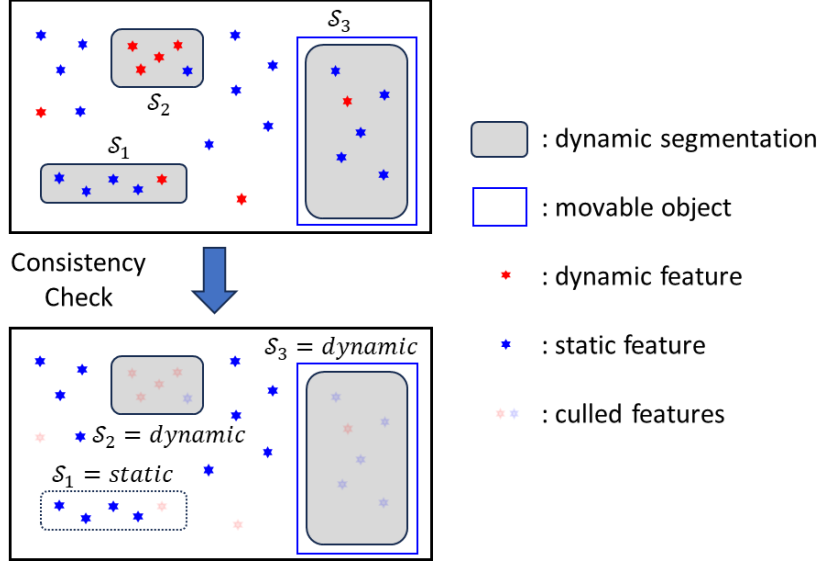 𝒮₃
𝒮₂
𝒮₁
Consistency
Check
𝒮₃ = dynamic
𝒮₂ = dynamic
𝒮₁ = static
: dynamic segmentation
: movable object
: dynamic feature
: static feature
: culled features